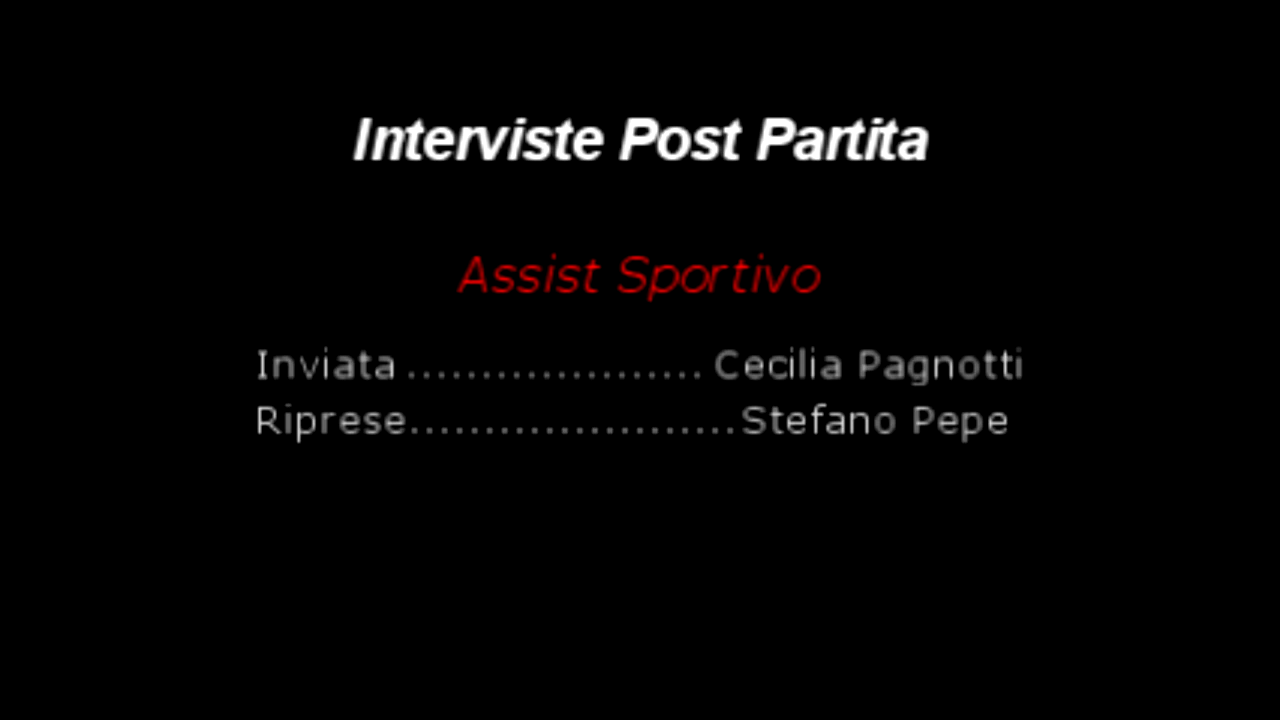 Interviste Post Partita
Assist Sportivo
Inviata .................... Cecilia Pagnotti
Riprese......................Stefano Pepe